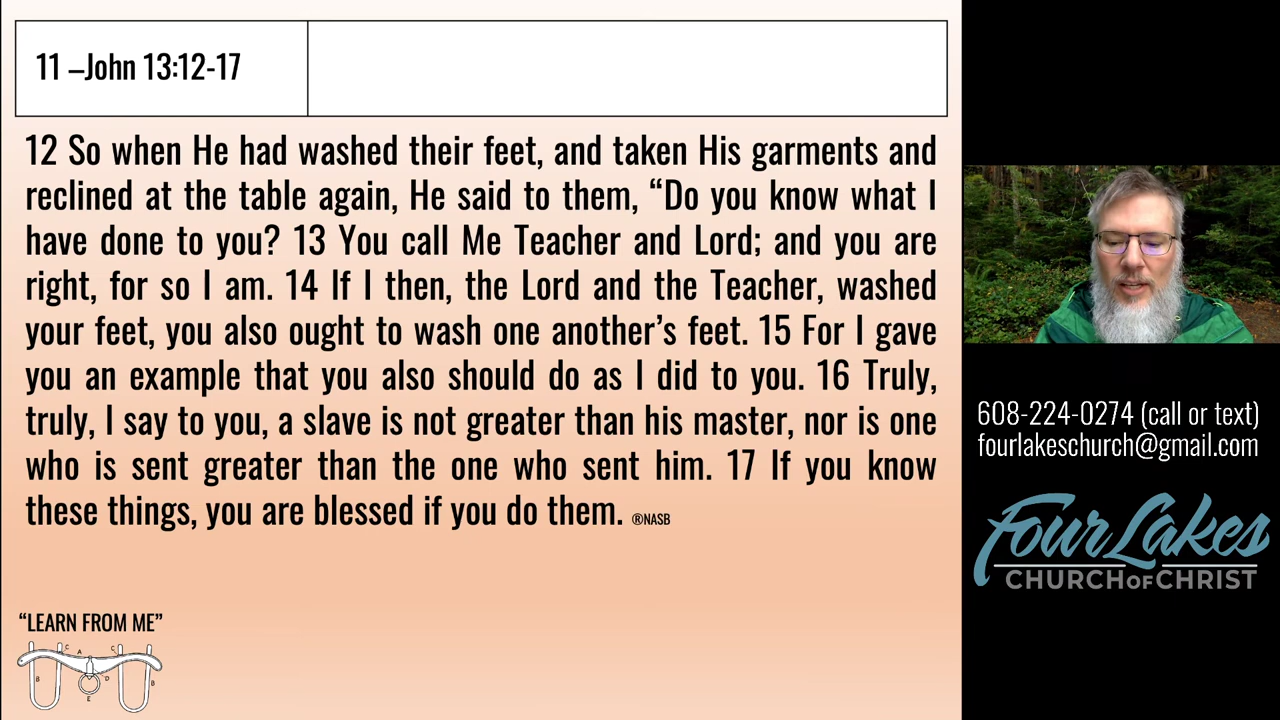 11 –John 13:12-17
12 So when He had washed their feet, and taken His garments and
reclined at the table again, He said to them, “Do you know what I
have done to you? 13 You call Me Teacher and Lord; and you are
right, for so I am. 14 If I then, the Lord and the Teacher, washed
your feet, you also ought to wash one another’s feet. 15 For I gave
you an example that you also should do as I did to you. 16 Truly,
truly, I say to you, a slave is not greater than his master, nor is one
who is sent greater than the one who sent him. 17 If you know
these things, you are blessed if you do them. ®NASB
“LEARN FROM ME”
C A C
B D B
E
608-224-0274 (call or text)
fourlakeschurch@gmail.com
Four Lakes
CHURCH OF CHRIST